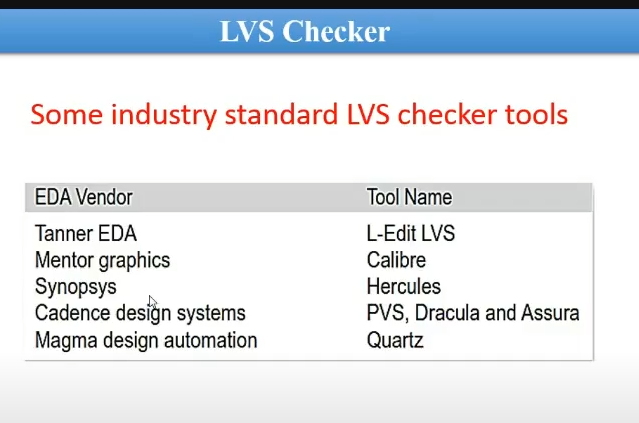 LVS Checker
Some industry standard LVS checker tools
EDA Vendor Tool Name
Tanner EDA L-Edit LVS
Mentor graphics Calibre
Synopsys Hercules
Cadence design systems PVS, Dracula and Assura
Magma design automation Quartz